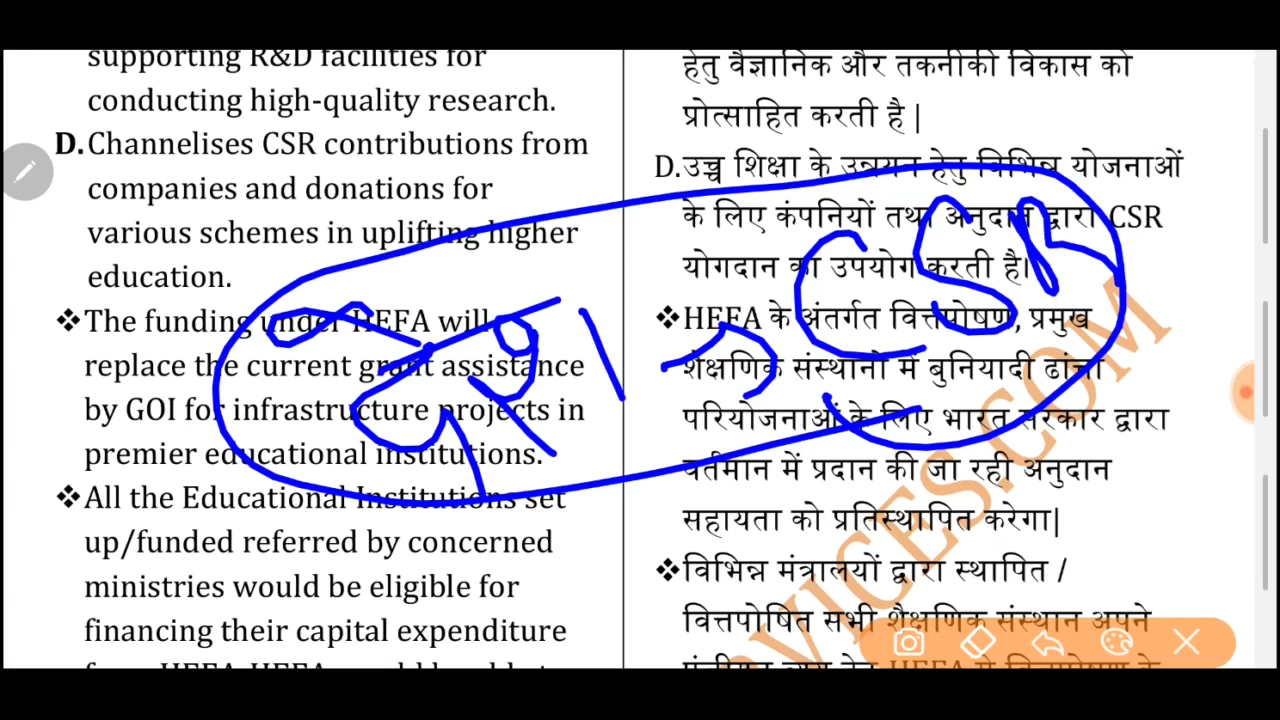 supporting R&D facilities for
conducting high-quality research.
D. Channelises CSR contributions from
companies and donations for
various schemes in uplifting higher
education.
❖The funding under HEFA will
replace the current grant assistance
by GOI for infrastructure projects in
premier educational institutions.
❖All the Educational Institutions set
up/funded referred by concerned
ministries would be eligible for
financing their capital expenditure
हेतु वैज्ञानिक और तकनीकी विकास को
प्रोत्साहित करती है |
D.उच्च शिक्षा के उन्नयन हेतु विभिन्न योजनाओं
के लिए कंपनियों तथा अनुदान द्वारा CSR
योगदान का उपयोग करती है।
❖HEFA के अंतर्गत वित्तपोषण, प्रमुख
शैक्षणिक संस्थानों में बुनियादी ढांचा
परियोजनाओं के लिए भारत सरकार द्वारा
वर्तमान में प्रदान की जा रही अनुदान
सहायता को प्रतिस्थापित करेगा|
❖विभिन्न मंत्रालयों द्वारा स्थापित /
वित्तपोषित सभी शैक्षणिक संस्थान अपने
CSR
VICES.COM